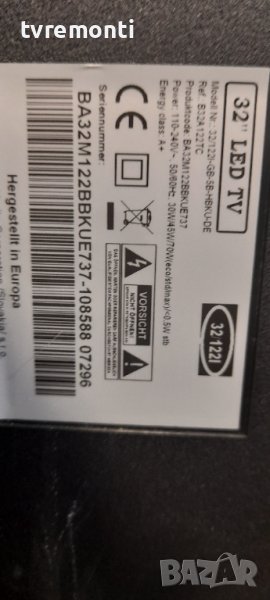 tvremonti
32" LED TV
Modell Nr.: 32/122I-GB-5B-HBKU-DE
Ref. B32A122TC
Produktcode: BA32M122BBKUE737
Power: 110-240V~, 50/60Hz 30W/45W/70W(eco/std/max)/<0.5W stb
Energy class: A+
32 122I
CE
VORSICHT
Seriennummer:
BA32M122BBKUE737-108588 07296
Hergestellt in Europa
BAZAR